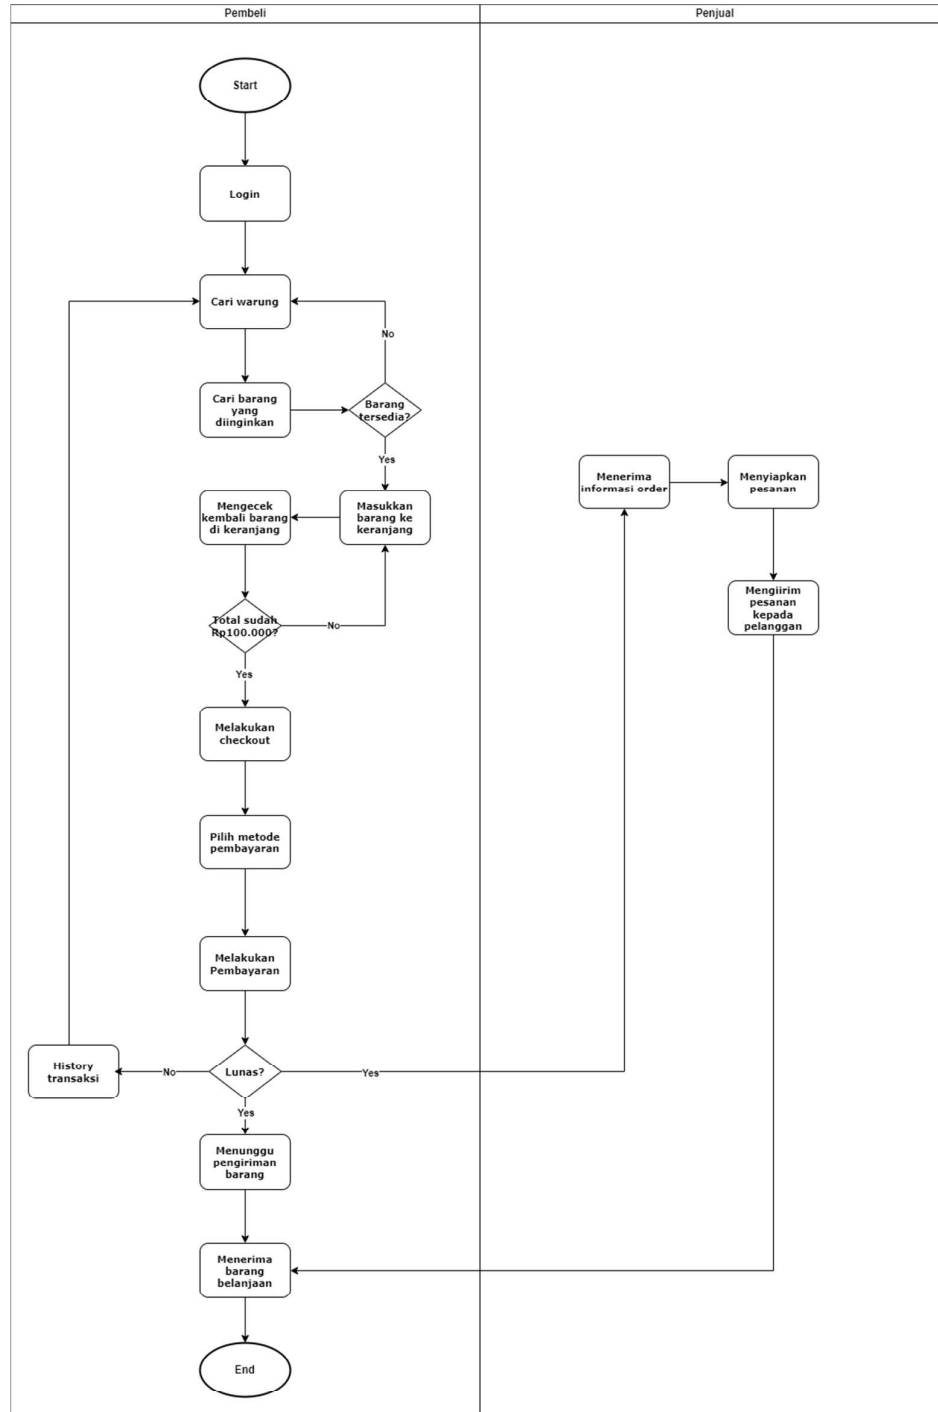 Pembeli
Penjual
Start
Login
Cari warung
No
Cari barang
yang
diinginkan
Barang
tersedia?
Yes
Menerima
informasi order
Menyiapkan
pesanan
Mengecek
kembali barang
di keranjang
Masukkan
barang ke
keranjang
Mengiirim
pesanan
kepada
pelanggan
Total sudah
Rp100.000?
No
Yes
Melakukan
checkout
Pilih metode
pembayaran
Melakukan
Pembayaran
History
transaksi
No
Lunas?
Yes
Yes
Menunggu
pengiriman
barang
Menerima
barang
belanjaan
End